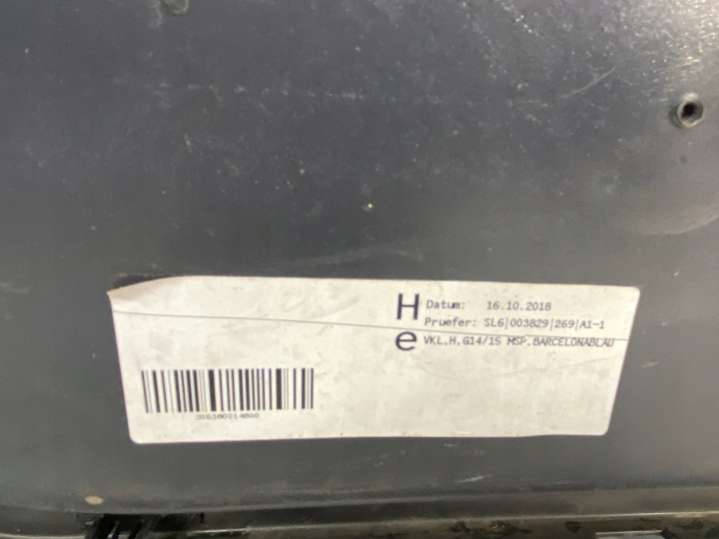 H
Datum: 16.10.2018
Pruefer: SL6|003829|269|A1-1
e
VKL.H.G14/15 MSP.BARCELONABLAU